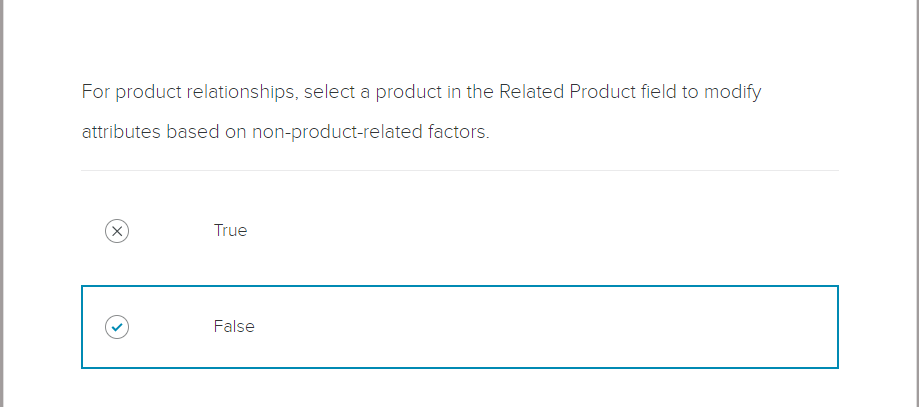 For product relationships, select a product in the Related Product field to modify
attributes based on non-product-related factors.
True
False